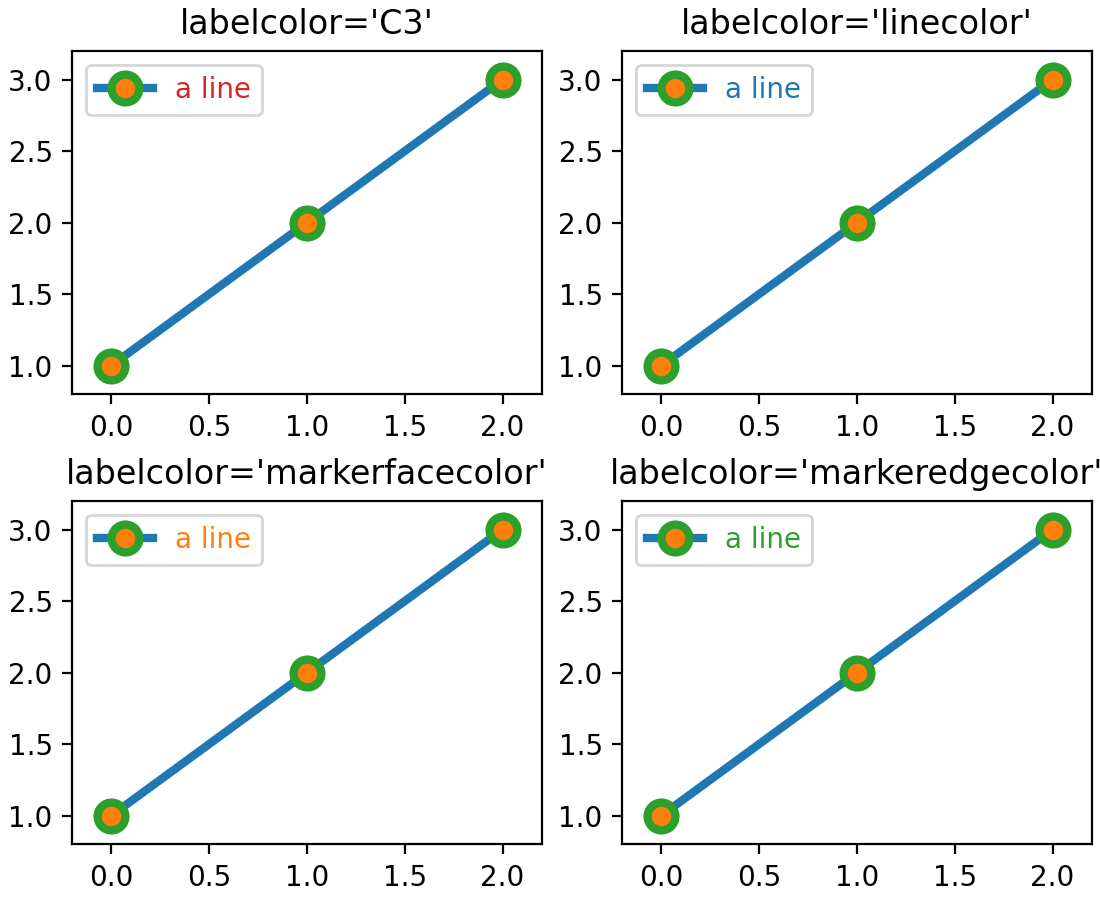 labelcolor='C3'
3.0
2.5
2.0
1.5
1.0
a line
0.0 0.5 1.0 1.5 2.0
labelcolor='linecolor'
3.0
2.5
2.0
1.5
1.0
a line
0.0 0.5 1.0 1.5 2.0
labelcolor='markerfacecolor'
3.0
2.5
2.0
1.5
1.0
a line
0.0 0.5 1.0 1.5 2.0
labelcolor='markeredgecolor'
3.0
2.5
2.0
1.5
1.0
a line
0.0 0.5 1.0 1.5 2.0